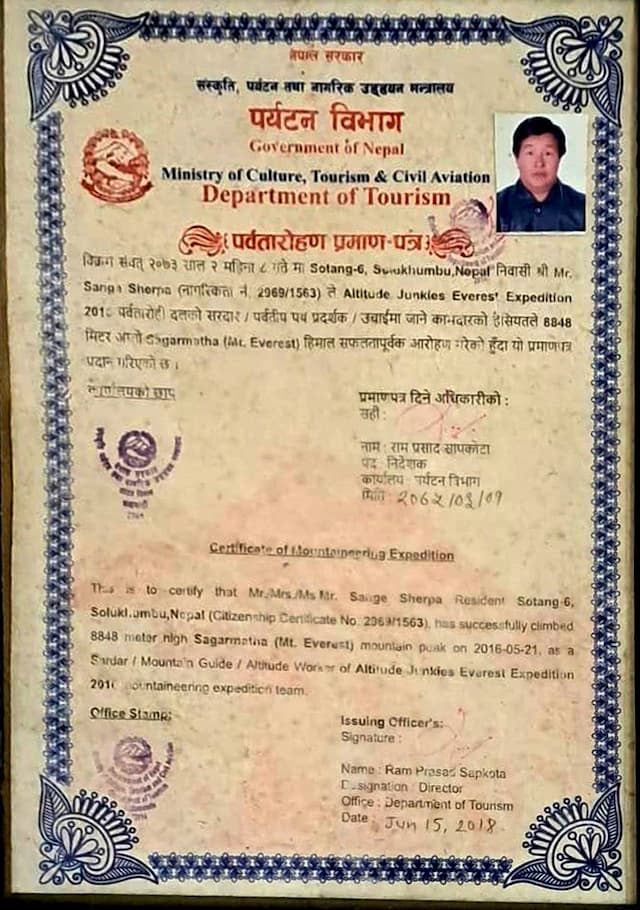 नेपाल सरकार
संस्कृति, पर्यटन तथा नागरिक उड्डयन मन्त्रालय
पर्यटन विभाग
Government of Nepal
Ministry of Culture, Tourism & Civil Aviation
Department of Tourism
पर्वतारोहण प्रमाण-पत्र
विक्रम संवत् २०७३ साल २ महिना ८ गते मा Sotang-6, Solukhumbu,Nepal निवासी श्री Mr.
Sange Sherpa (नागरिकता नं. 2969/1563) ले Altitude Junkies Everest Expedition
2016 पर्वतारोही दलको सरदार / पर्वतीय पथ प्रदर्शक / उचाईमा जाने कामदारको हैसियतले 8848
मिटर अग्लो Sagarmatha (Mt. Everest) हिमाल सफलतापूर्वक आरोहण गरेको हुँदा यो प्रमाणपत्र
प्रदान गरिएको छ ।
कार्यालयको छाप
प्रमाणपत्र दिने अधिकारीको :
सही :
नाम : राम प्रसाद सापकोटा
पद : निर्देशक
कार्यालय : पर्यटन विभाग
मिति :
Certificate of Mountaineering Expedition
This is to certify that Mr./Mrs./Ms Mr. Sange Sherpa Resident Sotang-6,
Solukhumbu,Nepal (Citizenship Certificate No. 2969/1563), has successfully climbed
8848 meter high Sagarmatha (Mt. Everest) mountain peak on 2016-05-21, as a
Sardar / Mountain Guide / Altitude Worker of Altitude Junkies Everest Expedition
2016 mountaineering expedition team.
Office Stamp:
Issuing Officer's:
Signature :
Name : Ram Prasad Sapkota
Designation : Director
Office : Department of Tourism
Date : Jun 15, 2018